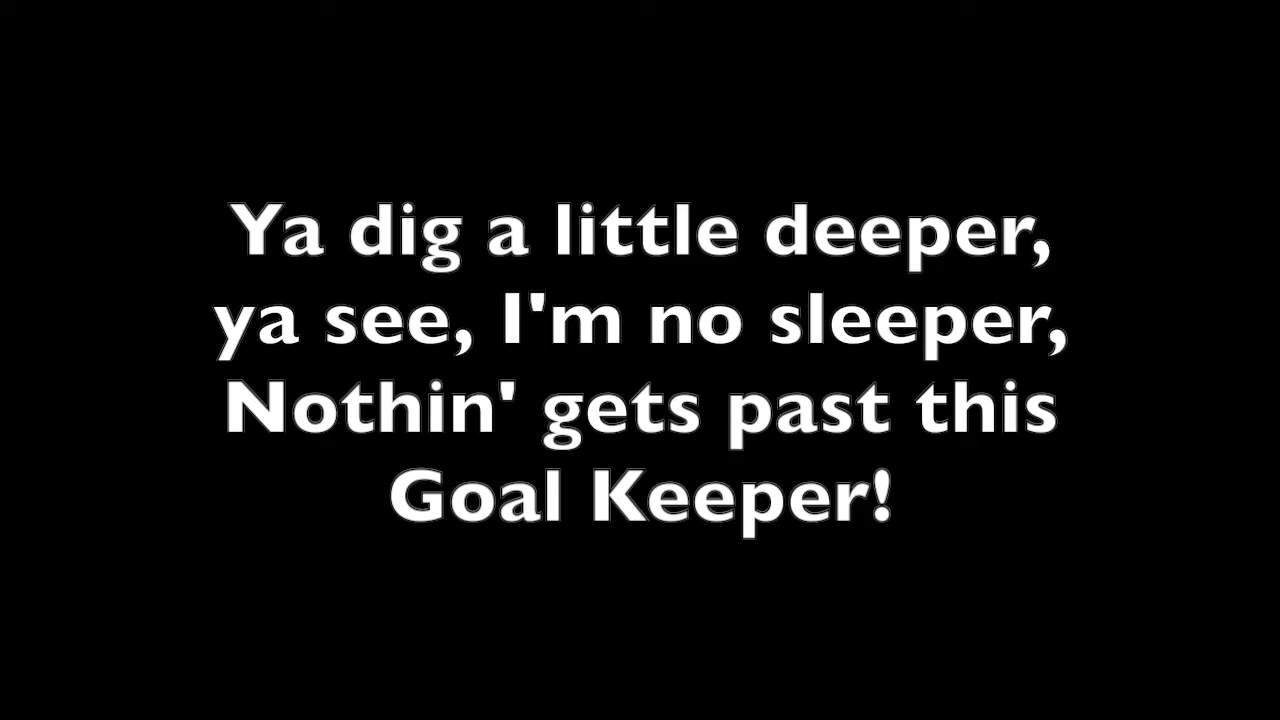 Ya dig a little deeper,
ya see, I'm no sleeper,
Nothin' gets past this
Goal Keeper!